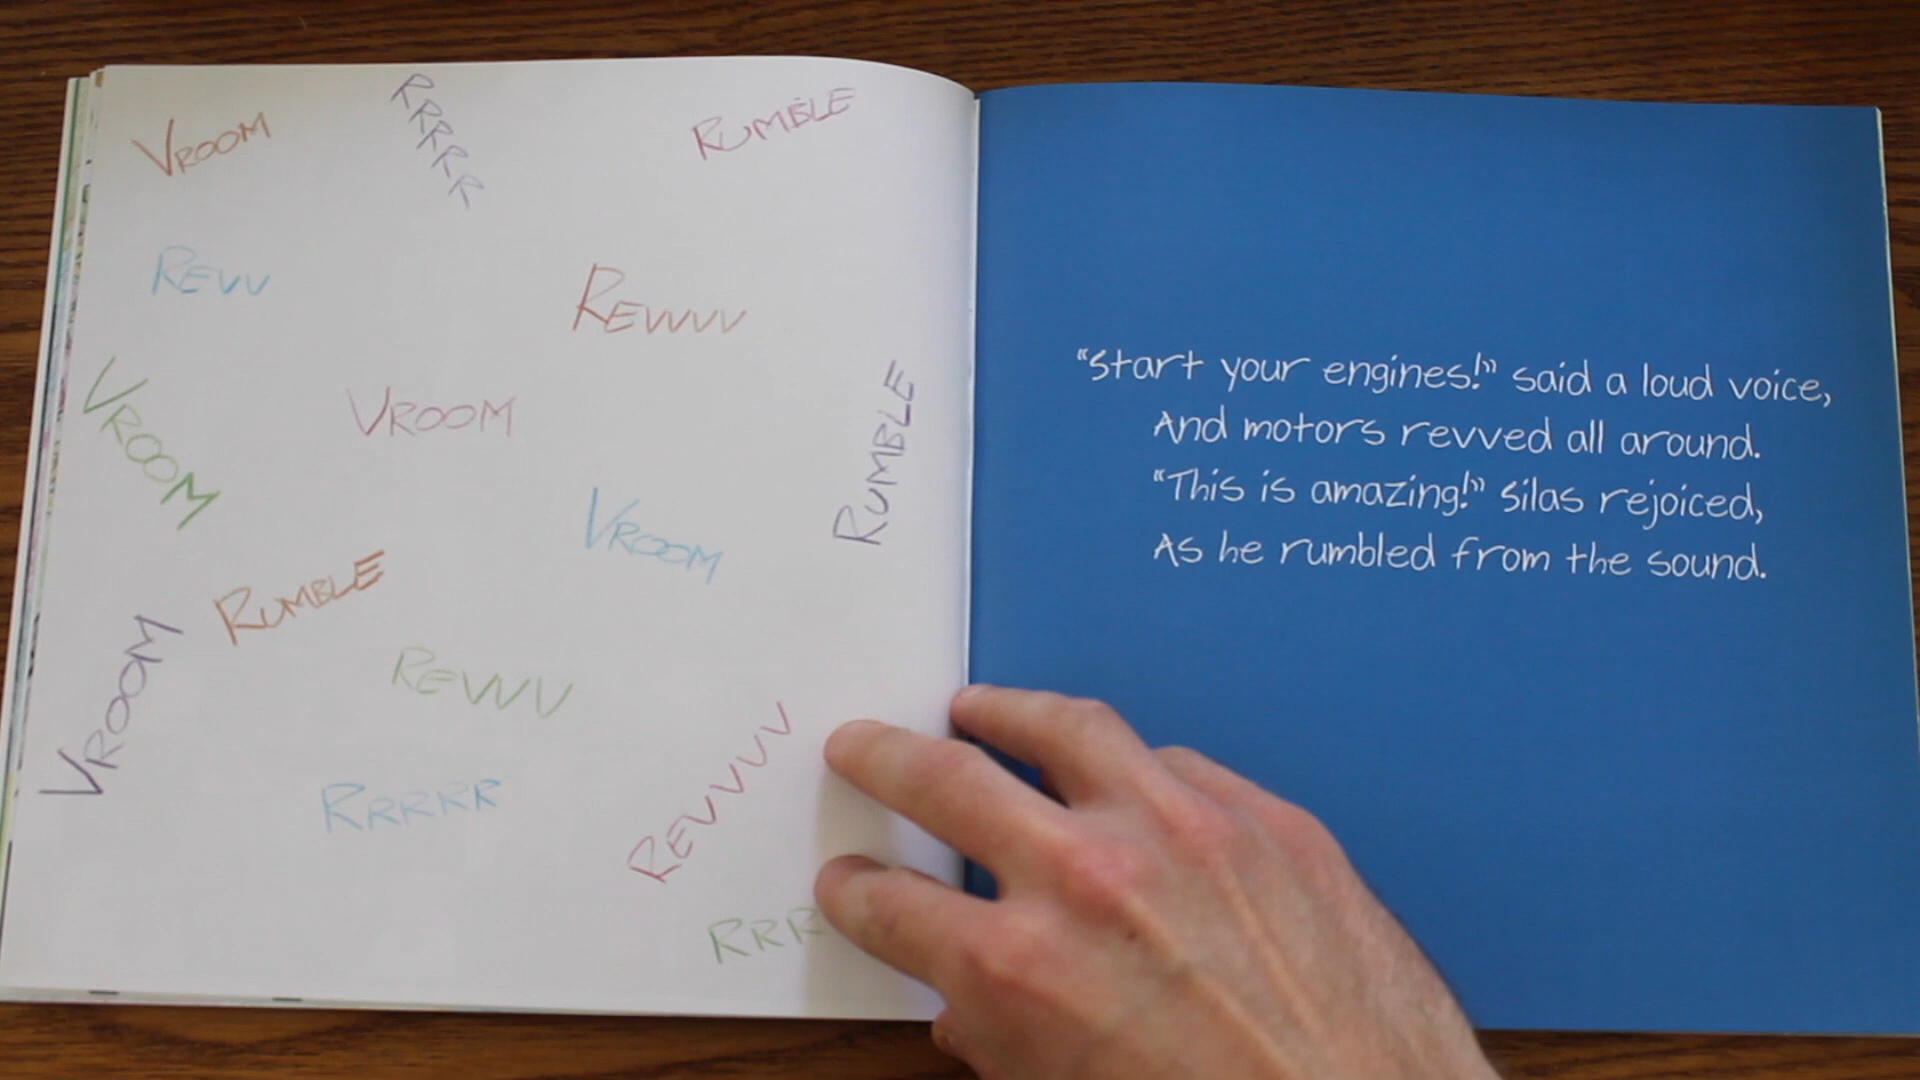 VROOM
RRRRR
RUMBLE
REVV
REVVVV
VROOM
VROOM
RUMBLE
VROOM
RUMBLE
VROOM
REVVV
REVVVV
RRRRR
RRR
“Start your engines!” said a loud voice,
And motors revved all around.
“This is amazing!” Silas rejoiced,
As he rumbled from the sound.